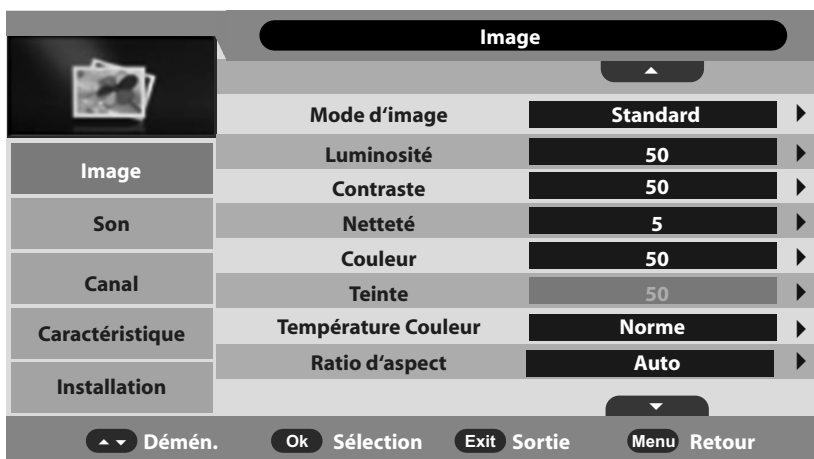 Image
Image
Son
Canal
Caractéristique
Installation
Mode d‘image Standard
Luminosité 50
Contraste 50
Netteté 5
Couleur 50
Teinte 50
Température Couleur Norme
Ratio d‘aspect Auto
Démén. Ok Sélection Exit Sortie Menu Retour